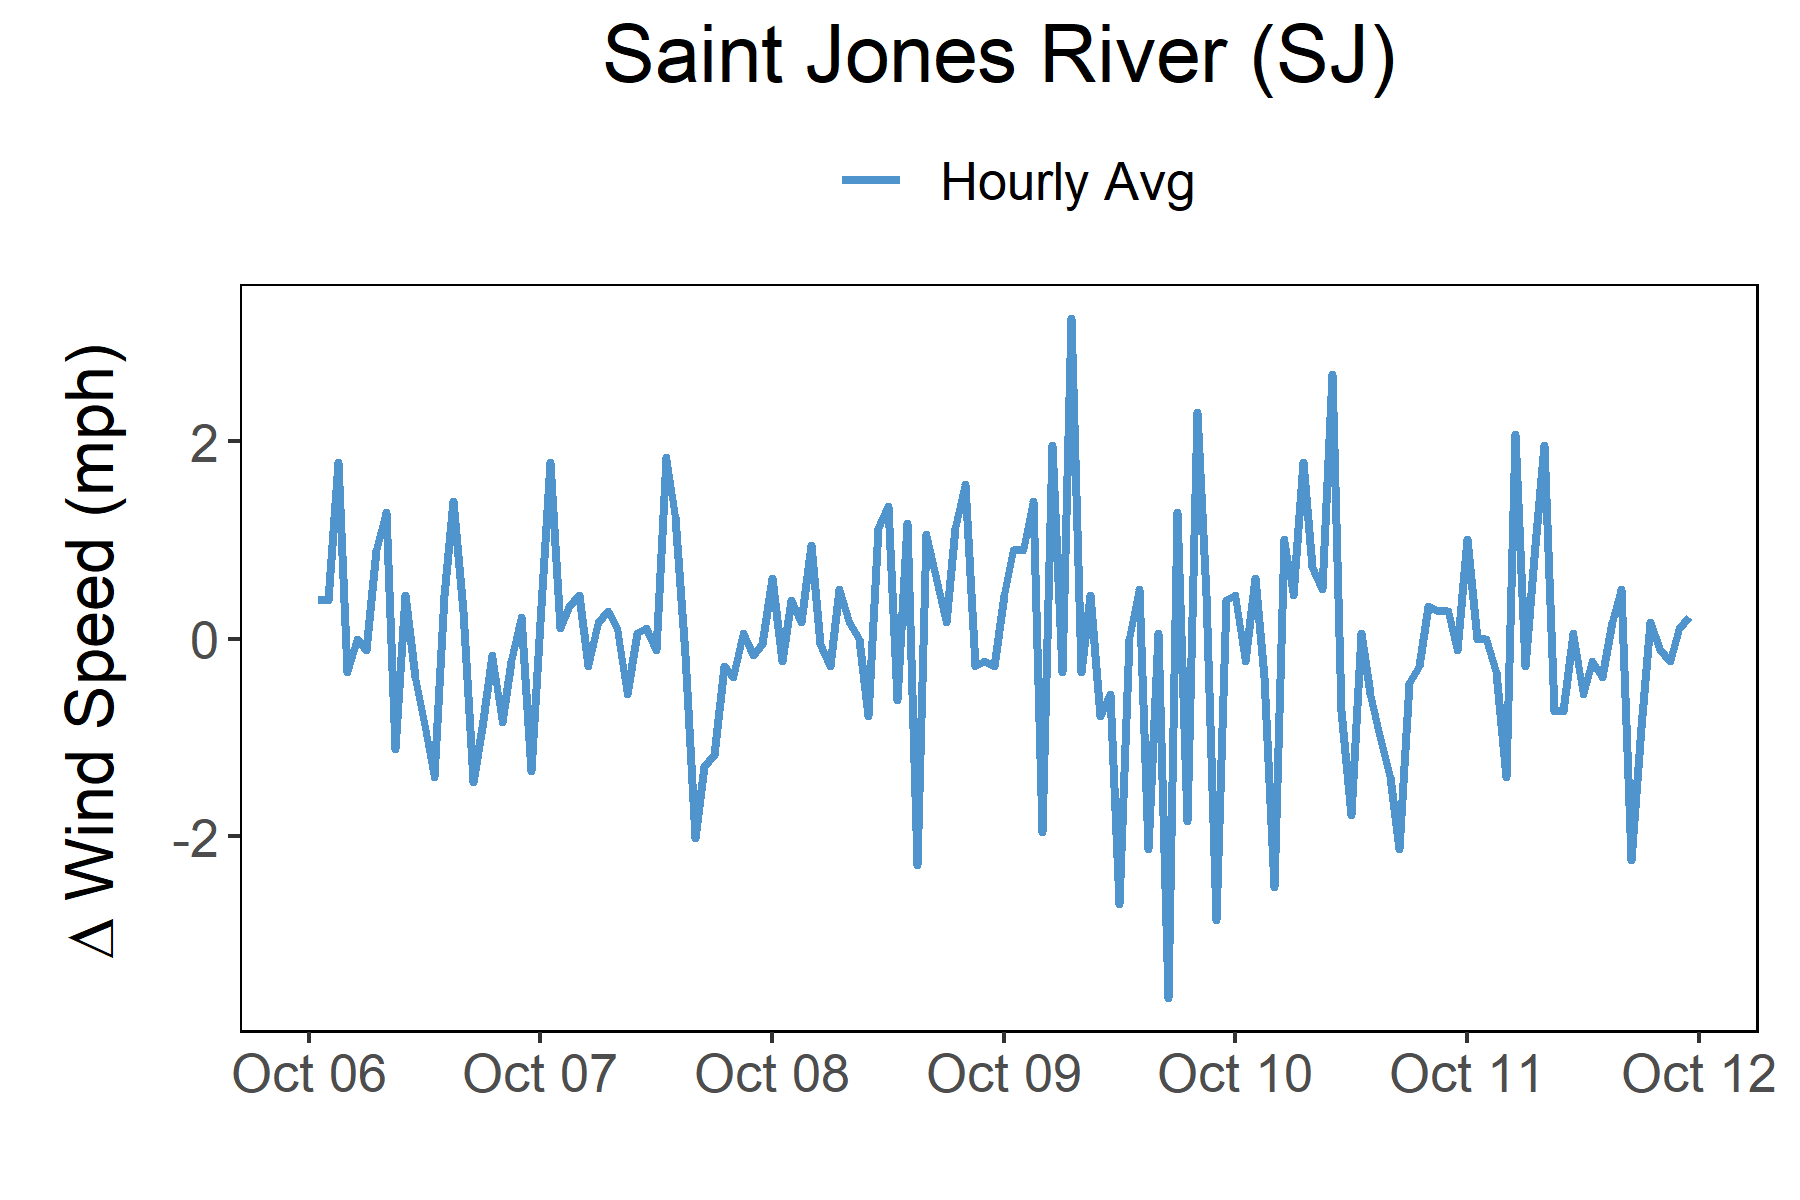 Saint Jones River (SJ)
Hourly Avg
Δ Wind Speed (mph)
2
0
-2
Oct 06 Oct 07 Oct 08 Oct 09 Oct 10 Oct 11 Oct 12